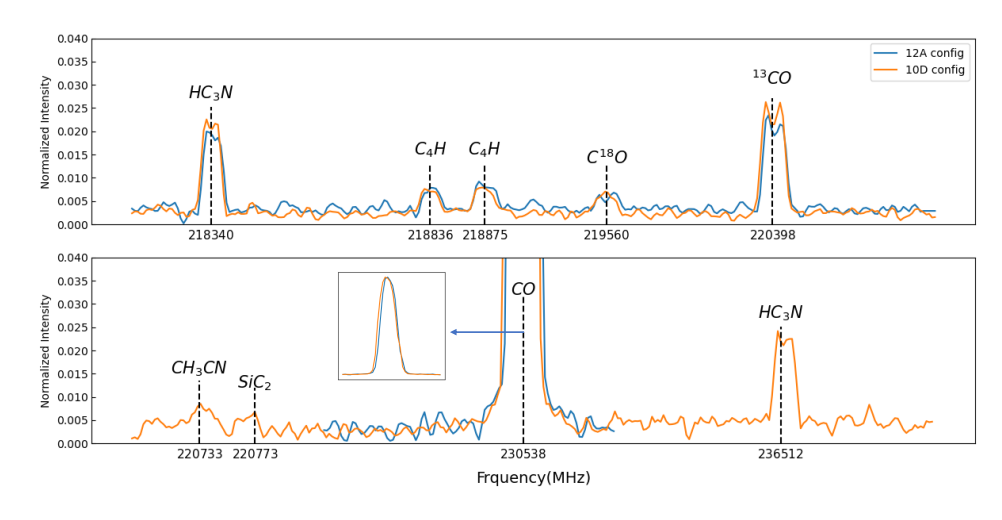 0.040
0.035
0.030
0.025
0.020
0.015
0.010
0.005
0.000
Normalized Intensity
12A config
10D config
HC₃N
C₄H
C₄H
C¹⁸O
¹³CO
218340
218836
218875
219560
220398
0.040
0.035
0.030
0.025
0.020
0.015
0.010
0.005
0.000
Normalized Intensity
CH₃CN
SiC₂
CO
HC₃N
220733
220773
230538
236512
Frquency(MHz)